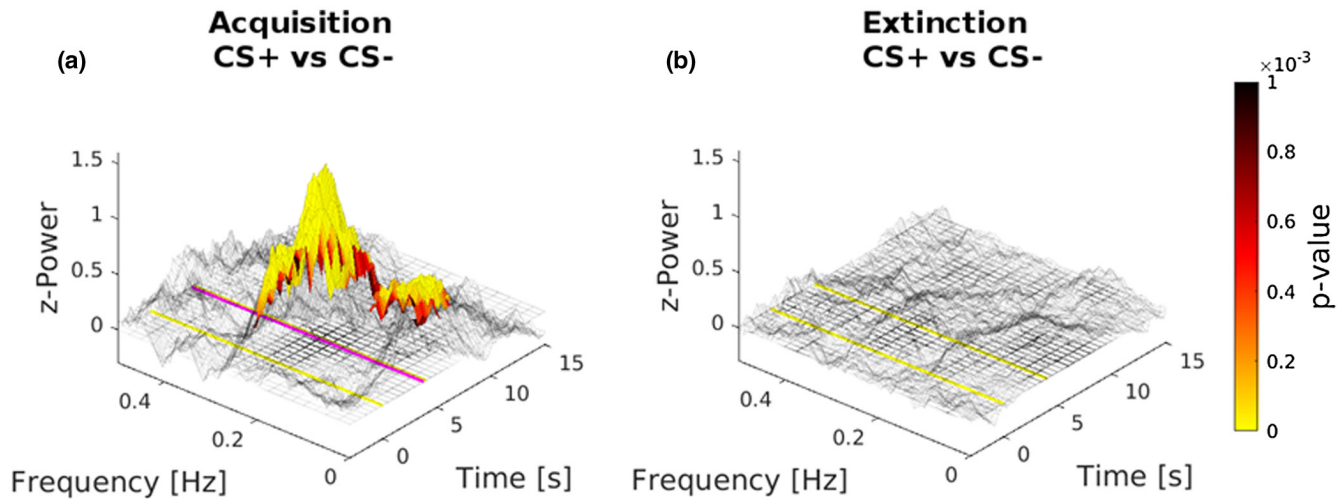 Acquisition
CS+ vs CS-
(a)
z-Power
1.5
1
0.5
0
0.4
0.2
0
Frequency [Hz]
0
5
10
15
Time [s]
Extinction
CS+ vs CS-
(b)
z-Power
1.5
1
0.5
0
0.4
0.2
0
Frequency [Hz]
0
5
10
15
Time [s]
×10-3
1
0.8
0.6
0.4
0.2
0
p-value